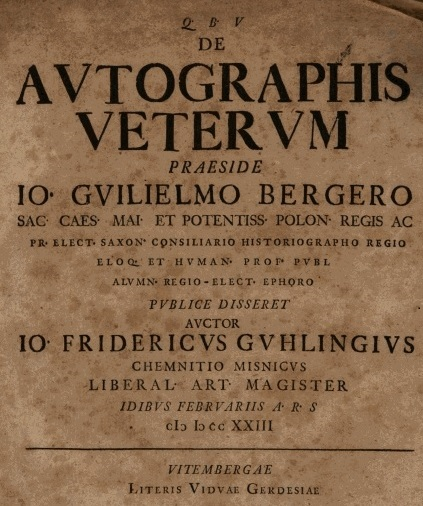 Q· B· V
DE
AVTOGRAPHIS
VETERVM
PRAESIDE
IO· GVILIELMO BERGERO
SAC· CAES· MAI· ET POTENTISS· POLON· REGIS AC
PR· ELECT· SAXON· CONSILIARIO HISTORIOGRAPHO REGIO
ELOQ· ET HVMAN· PROF· PVBL
ALVMN· REGIO-ELECT· EPHORO
PVBLICE DISSERET
AVCTOR
IO· FRIDERICVS GVHLINGIVS
CHEMNITIO MISNICVS
LIBERAL· ART· MAGISTER
IDIBVS FEBRVARIIS A· R· S
cIɔ Iɔcc XXIII
VITEMBERGAE
LITERIS VIDVAE GERDESIAE